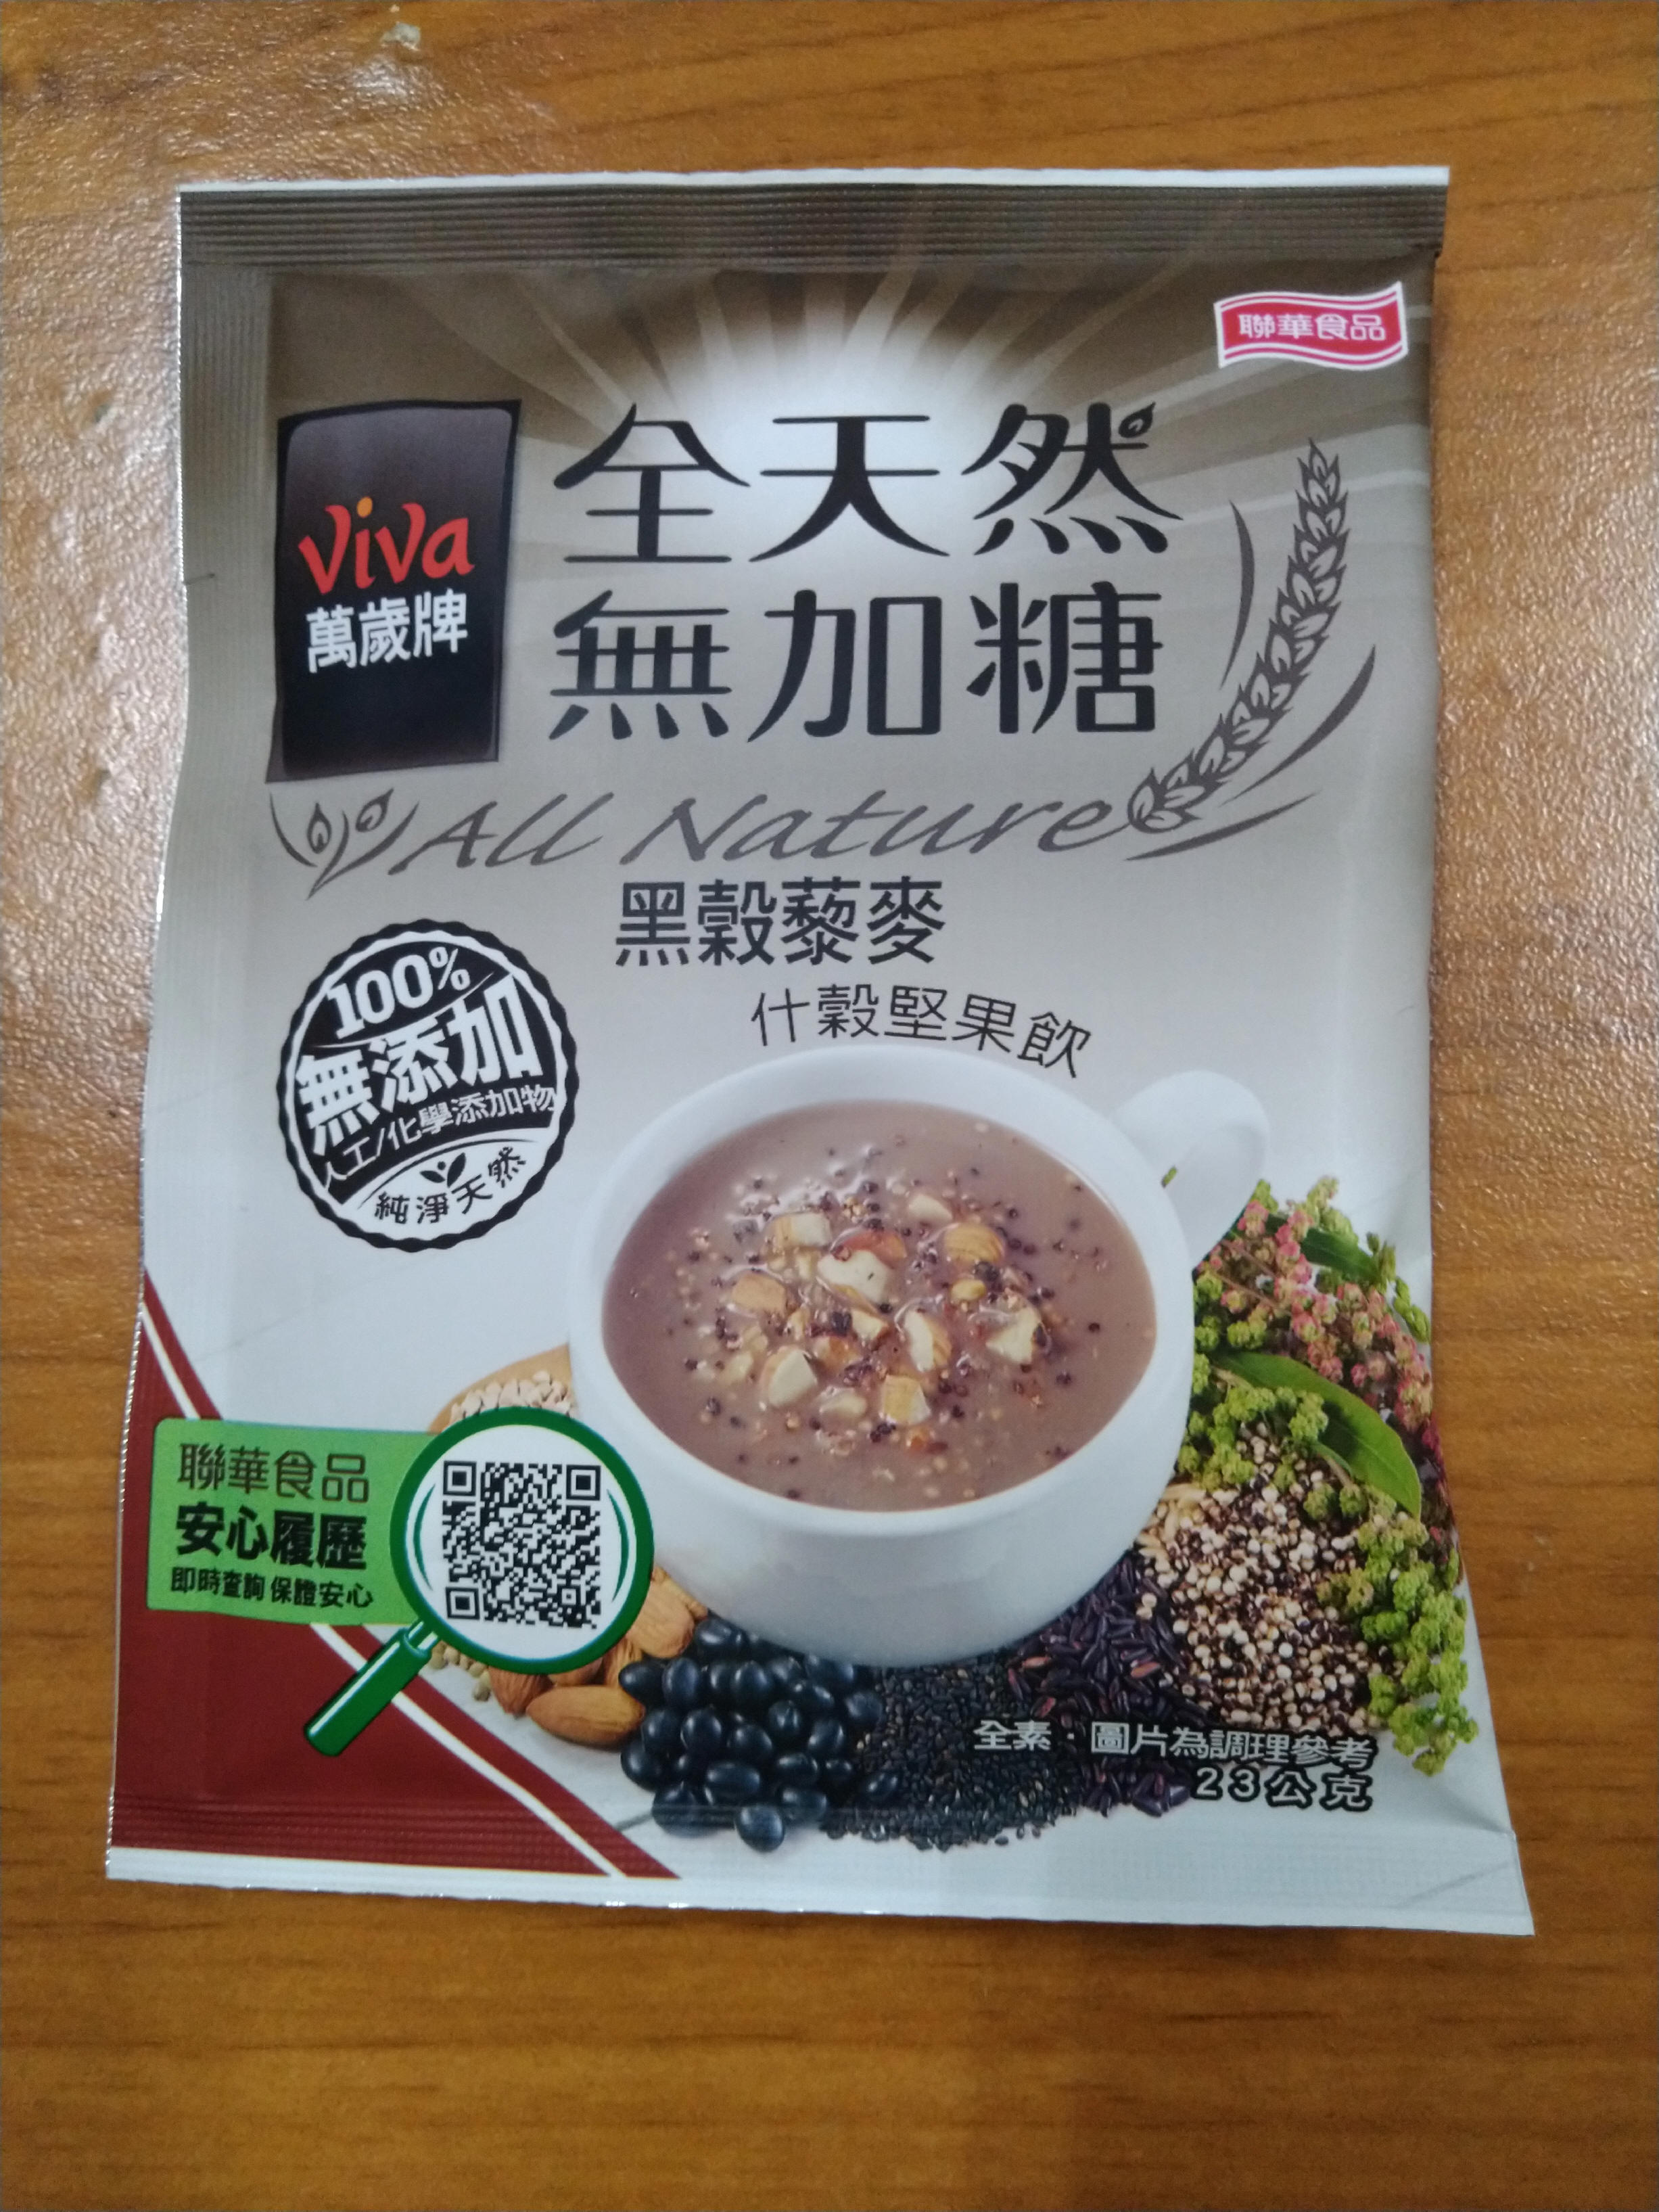 聯華食品
viva
萬歲牌
全天然
無加糖
All Nature
黑穀藜麥
什穀堅果飲
100%
無添加
人工/化學添加物
純淨天然
聯華食品
安心履歷
即時查詢 保證安心
全素・圖片為調理參考
23公克